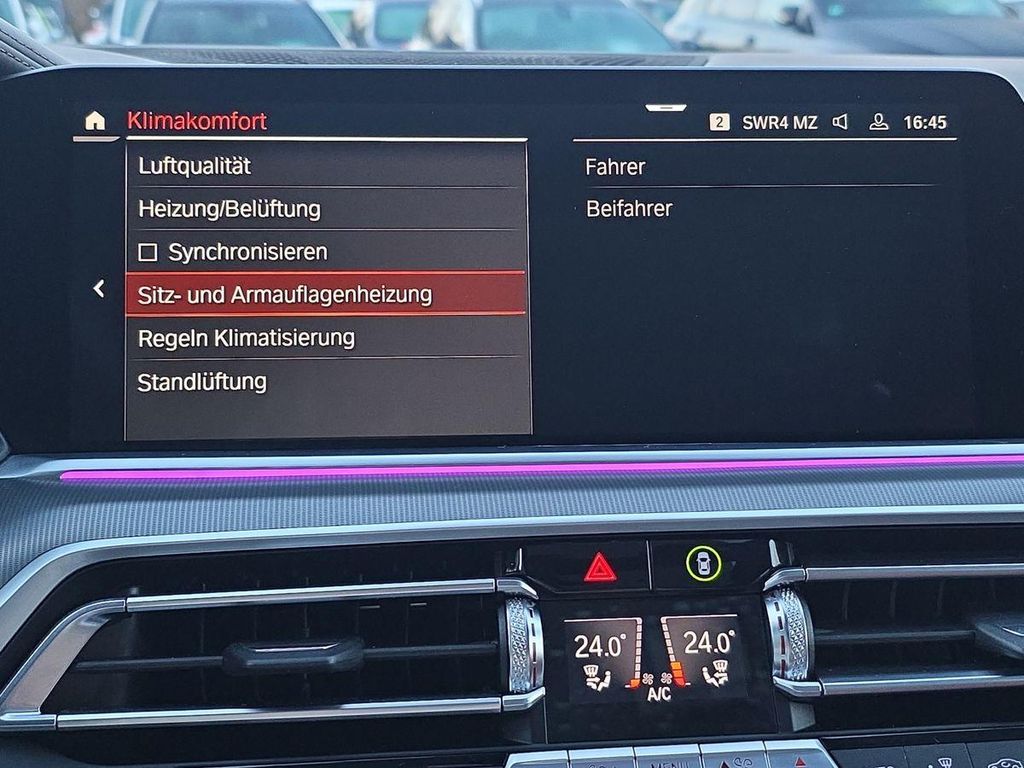 Klimakomfort
2 SWR4 MZ 16:45
Luftqualität
Heizung/Belüftung
Synchronisieren
Sitz- und Armauflagenheizung
Regeln Klimatisierung
Standlüftung
Fahrer
Beifahrer
24.0° 24.0°
A/C
MENU